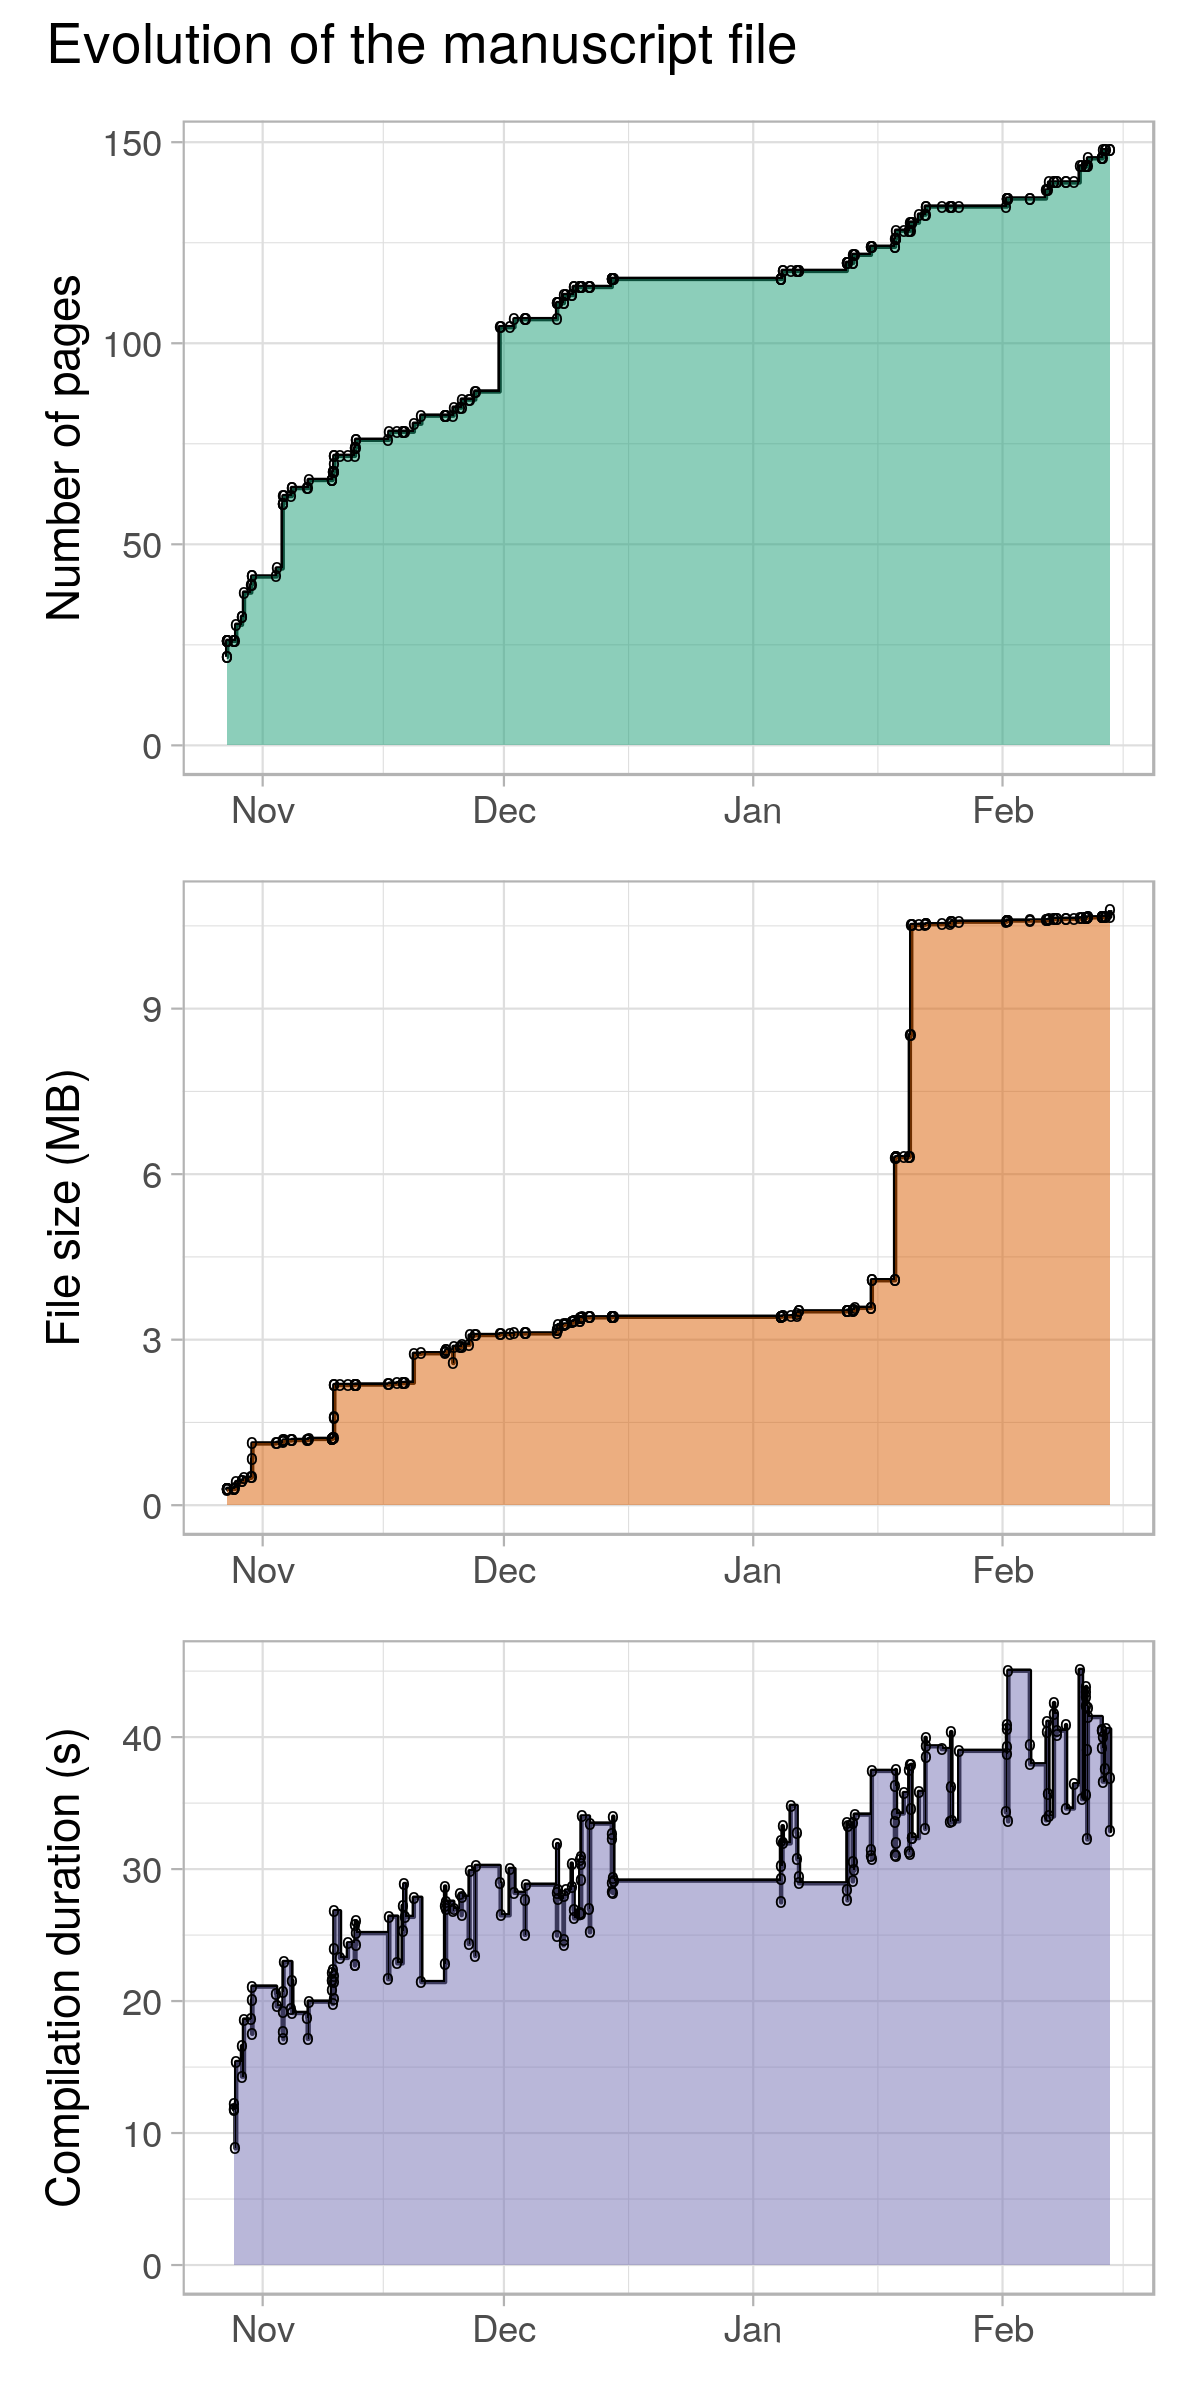 Evolution of the manuscript file
Number of pages
150
100
50
0
Nov Dec Jan Feb
File size (MB)
9
6
3
0
Nov Dec Jan Feb
Compilation duration (s)
40
30
20
10
0
Nov Dec Jan Feb